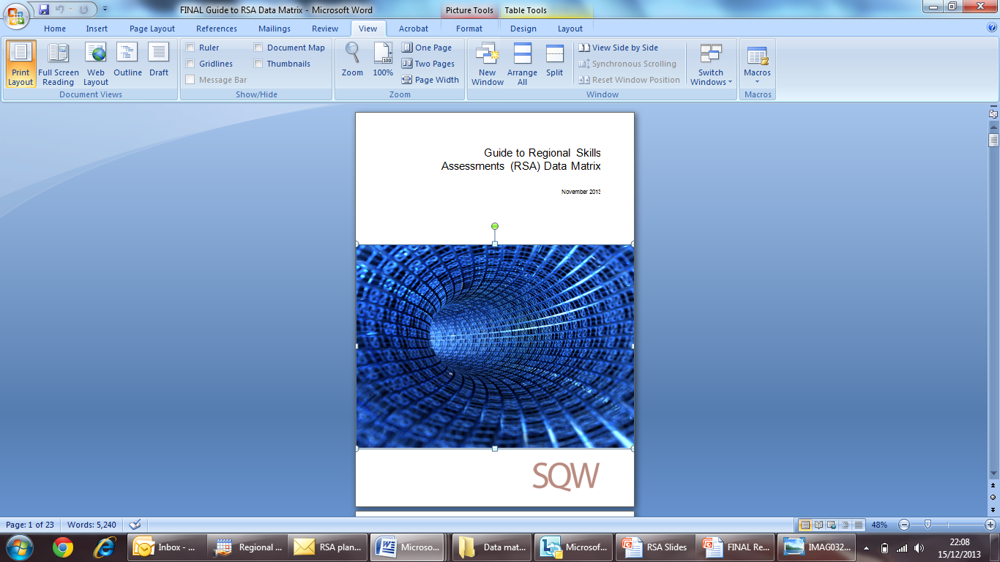 FINAL Guide to RSA Data Matrix - Microsoft Word
Picture Tools
Table Tools
Home Insert Page Layout References Mailings Review View Acrobat Format Design Layout
Print Layout
Full Screen Reading
Web Layout
Outline
Draft
Document Views
Ruler
Gridlines
Message Bar
Document Map
Thumbnails
Show/Hide
Zoom
100%
One Page
Two Pages
Page Width
Zoom
New Window
Arrange All
Split
View Side by Side
Synchronous Scrolling
Reset Window Position
Switch Windows
Window
Macros
Macros
Guide to Regional Skills
Assessments (RSA) Data Matrix
November 2013
SQW
Page: 1 of 23 Words: 5,240 48%
Inbox - ... Regional ... RSA plan... Microso... Data mat... Microsof... RSA Slides FINAL Re... IMAG032...
22:08
15/12/2013